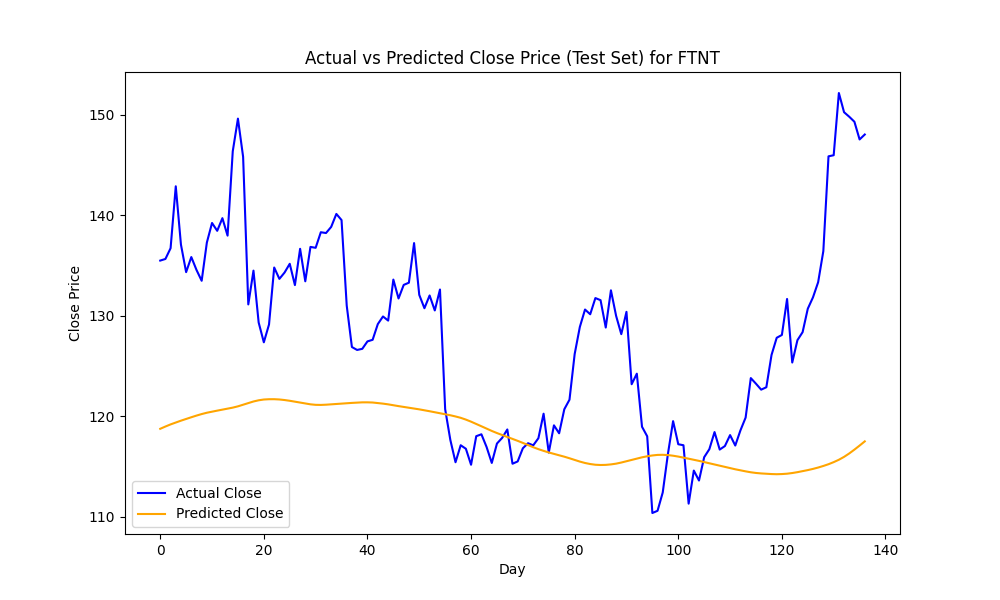 Actual vs Predicted Close Price (Test Set) for FTNT
Close Price
150
140
130
120
110
Actual Close
Predicted Close
0 20 40 60 80 100 120 140
Day